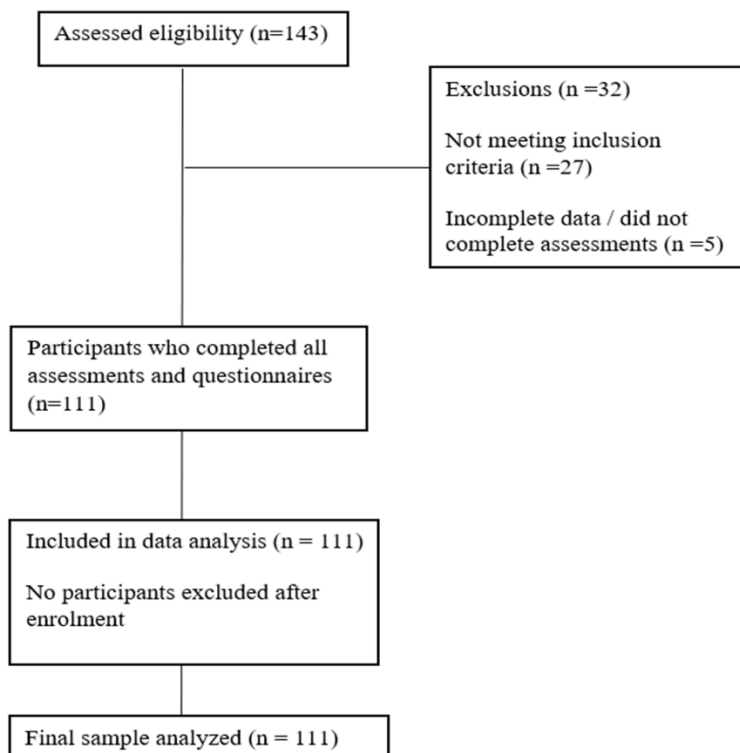 Assessed eligibility (n=143)
Exclusions (n =32)
Not meeting inclusion
criteria (n =27)
Incomplete data / did not
complete assessments (n =5)
Participants who completed all
assessments and questionnaires
(n=111)
Included in data analysis (n = 111)
No participants excluded after
enrolment
Final sample analyzed (n = 111)